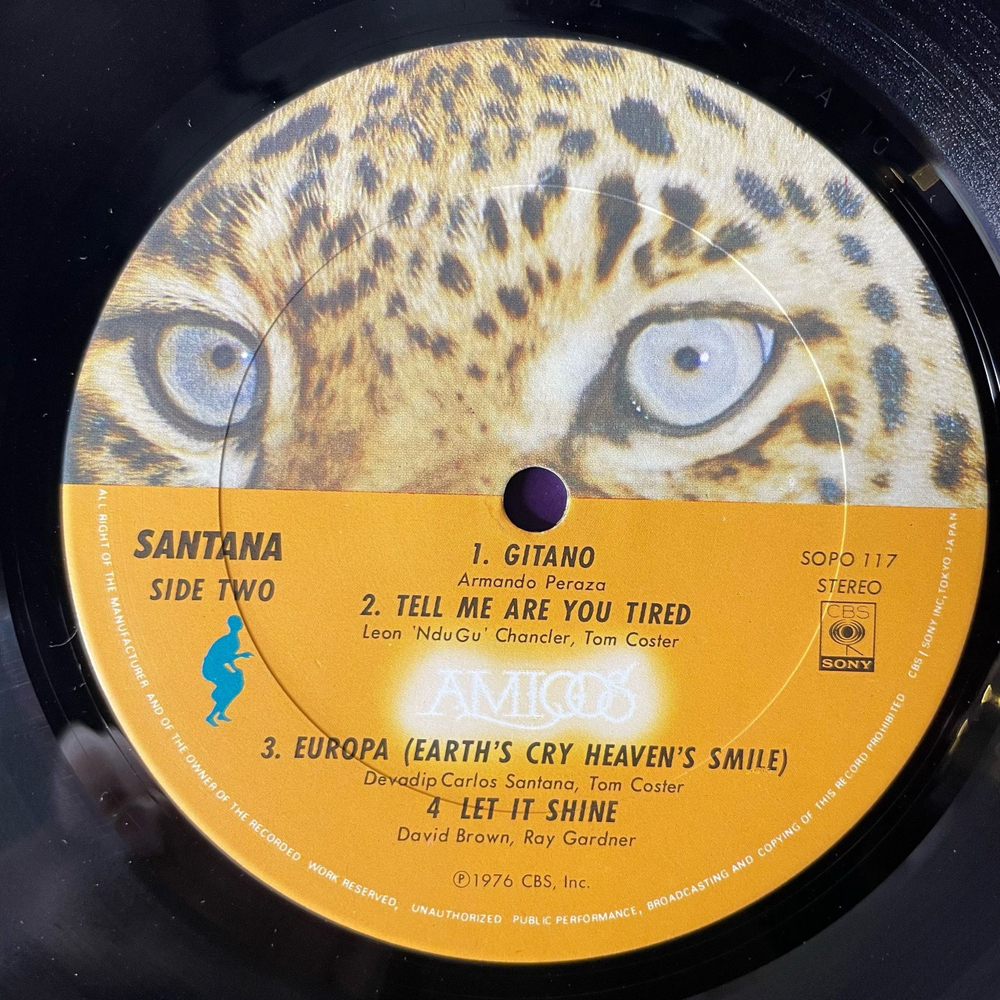 SANTANA
SIDE TWO
1. GITANO
Armando Peraza
2. TELL ME ARE YOU TIRED
Leon 'NduGu' Chancler, Tom Coster
AMIGOS
3. EUROPA (EARTH'S CRY HEAVEN'S SMILE)
Devadip Carlos Santana, Tom Coster
4 LET IT SHINE
David Brown, Ray Gardner
℗1976 CBS, Inc.
SOPO 117
STEREO
CBS
SONY
ALL RIGHT OF THE MANUFACTURER AND OF THE OWNER OF THE RECORDED WORK RESERVED, UNAUTHORIZED PUBLIC PERFORMANCE, BROADCASTING AND COPYING OF THIS RECORD PROHIBITED CBS / SONY INC, TOKYO JAPAN